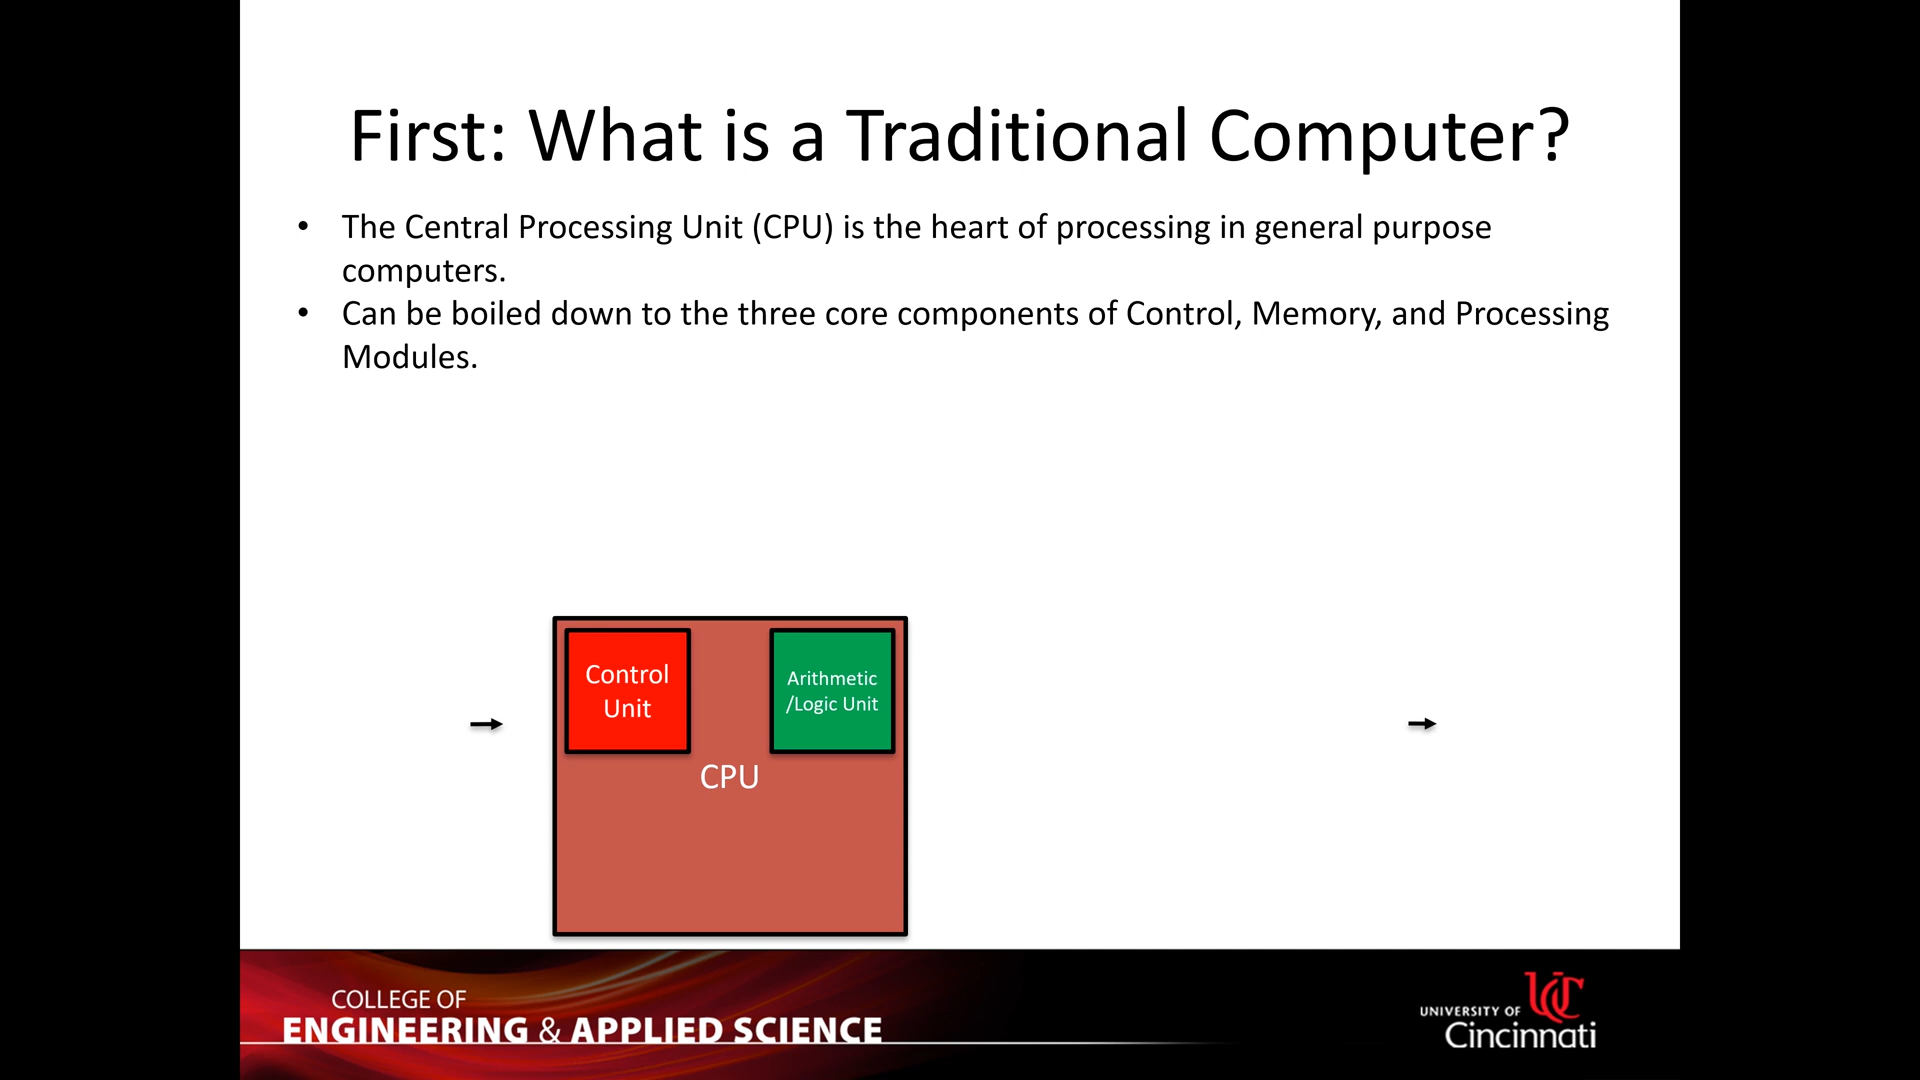 First: What is a Traditional Computer?
• The Central Processing Unit (CPU) is the heart of processing in general purpose
computers.
• Can be boiled down to the three core components of Control, Memory, and Processing
Modules.
Control
Unit
Arithmetic
/Logic Unit
CPU
COLLEGE OF
ENGINEERING & APPLIED SCIENCE
UC
UNIVERSITY OF
Cincinnati